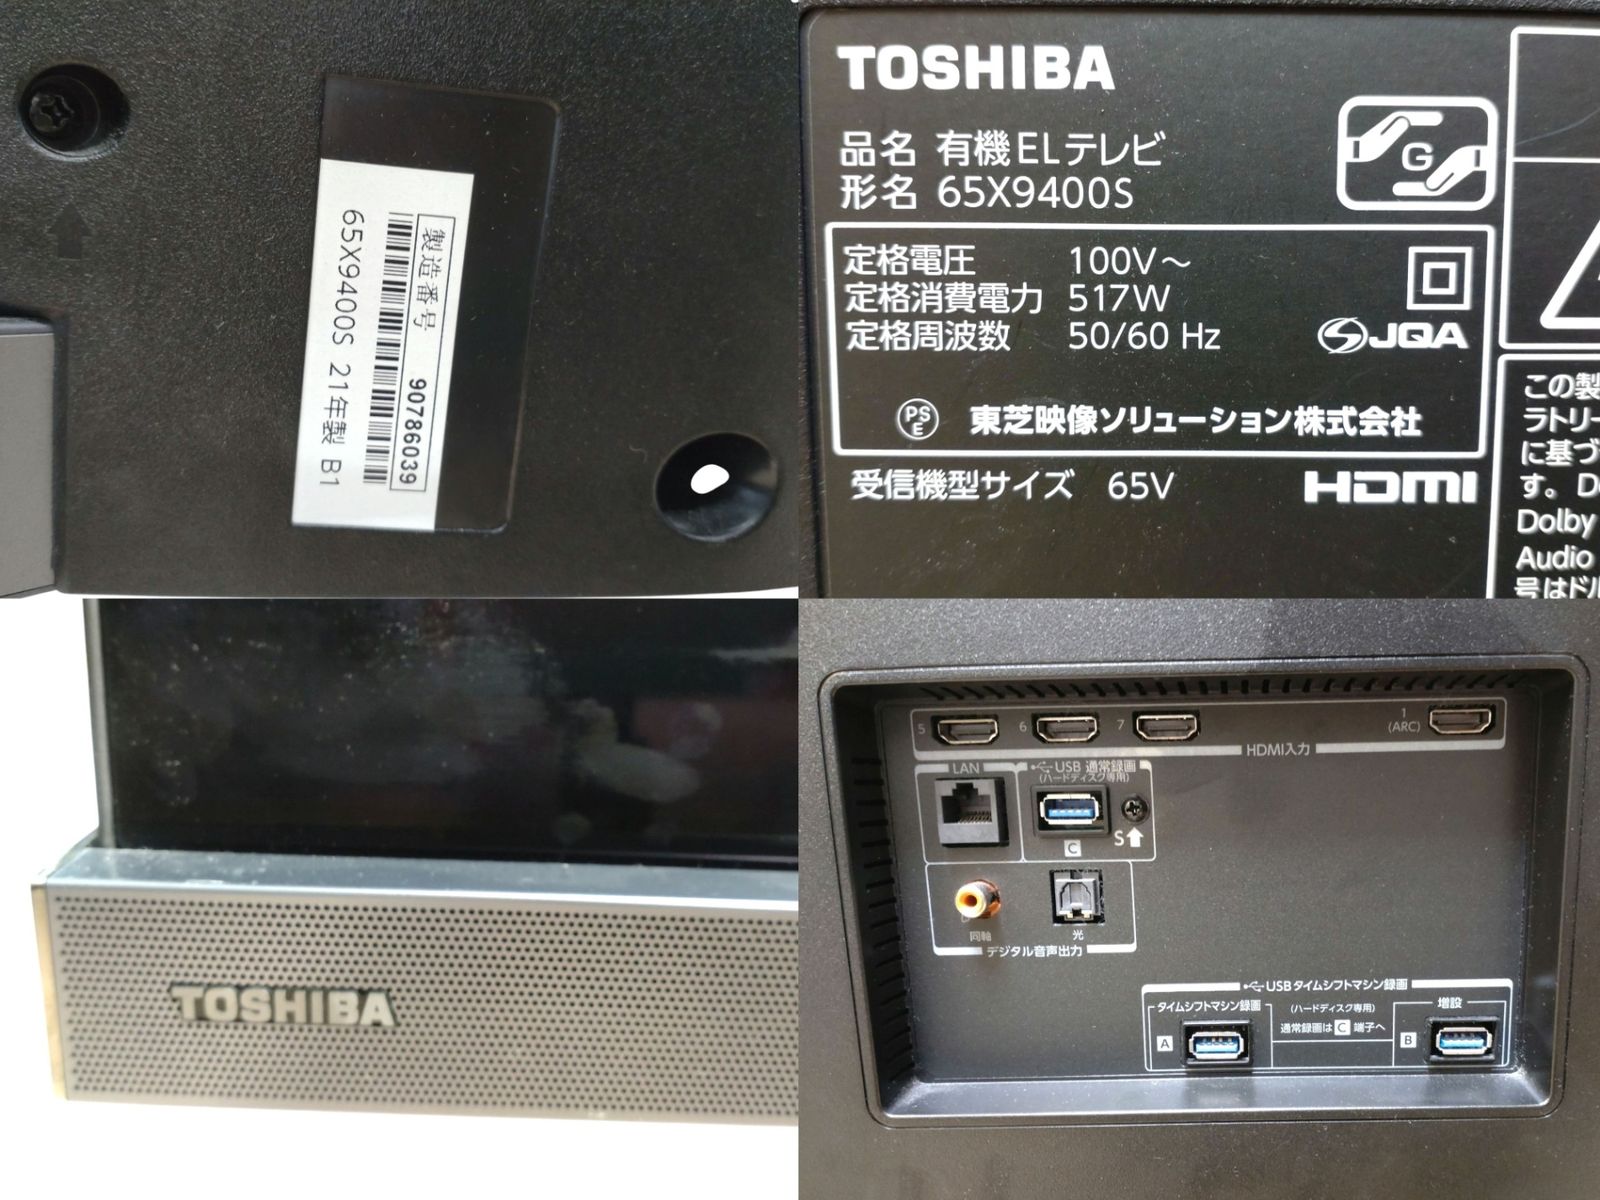 製造番号 90786039
65X9400S 21年製 B1
TOSHIBA
品名 有機ELテレビ
形名 65X9400S
G
定格電圧 100V～
定格消費電力 517W
定格周波数 50/60 Hz
JQA
PS
E
東芝映像ソリューション株式会社
受信機型サイズ 65V
HDMI
この製
ラトリー
に基づ
す。 Do
Dolby
Audio
号はドル
TOSHIBA
5
6
7
1
(ARC)
HDMI入力
LAN
USB 通常録画
(ハードディスク専用)
S
C
同軸
光
デジタル音声出力
USBタイムシフトマシン録画
タイムシフトマシン録画
(ハードディスク専用)
増設
通常録画は C 端子へ
A
B